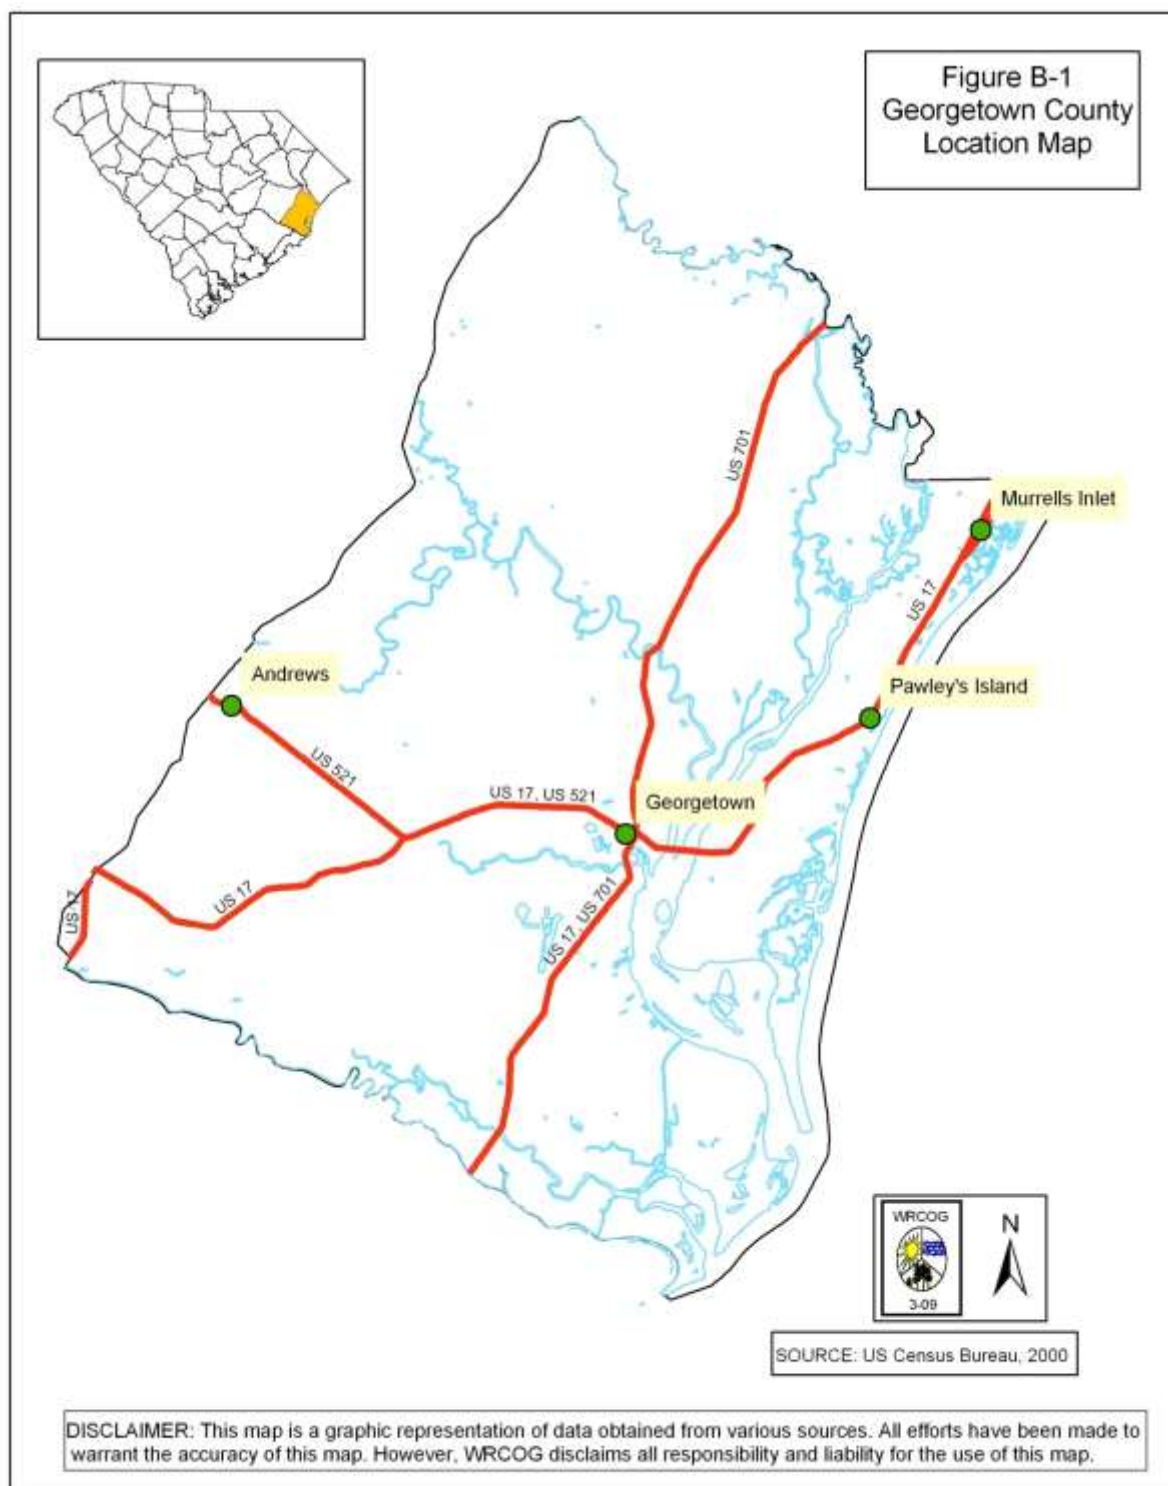 Figure B-1
Georgetown County
Location Map
US 701
Murrells Inlet
US 17
Andrews
Pawley's Island
US 521
US 17, US 521
Georgetown
US 17
US 17
US 17, US 701
WRCOG
N
3-09
SOURCE: US Census Bureau, 2000
DISCLAIMER: This map is a graphic representation of data obtained from various sources. All efforts have been made to
warrant the accuracy of this map. However, WRCOG disclaims all responsibility and liability for the use of this map.